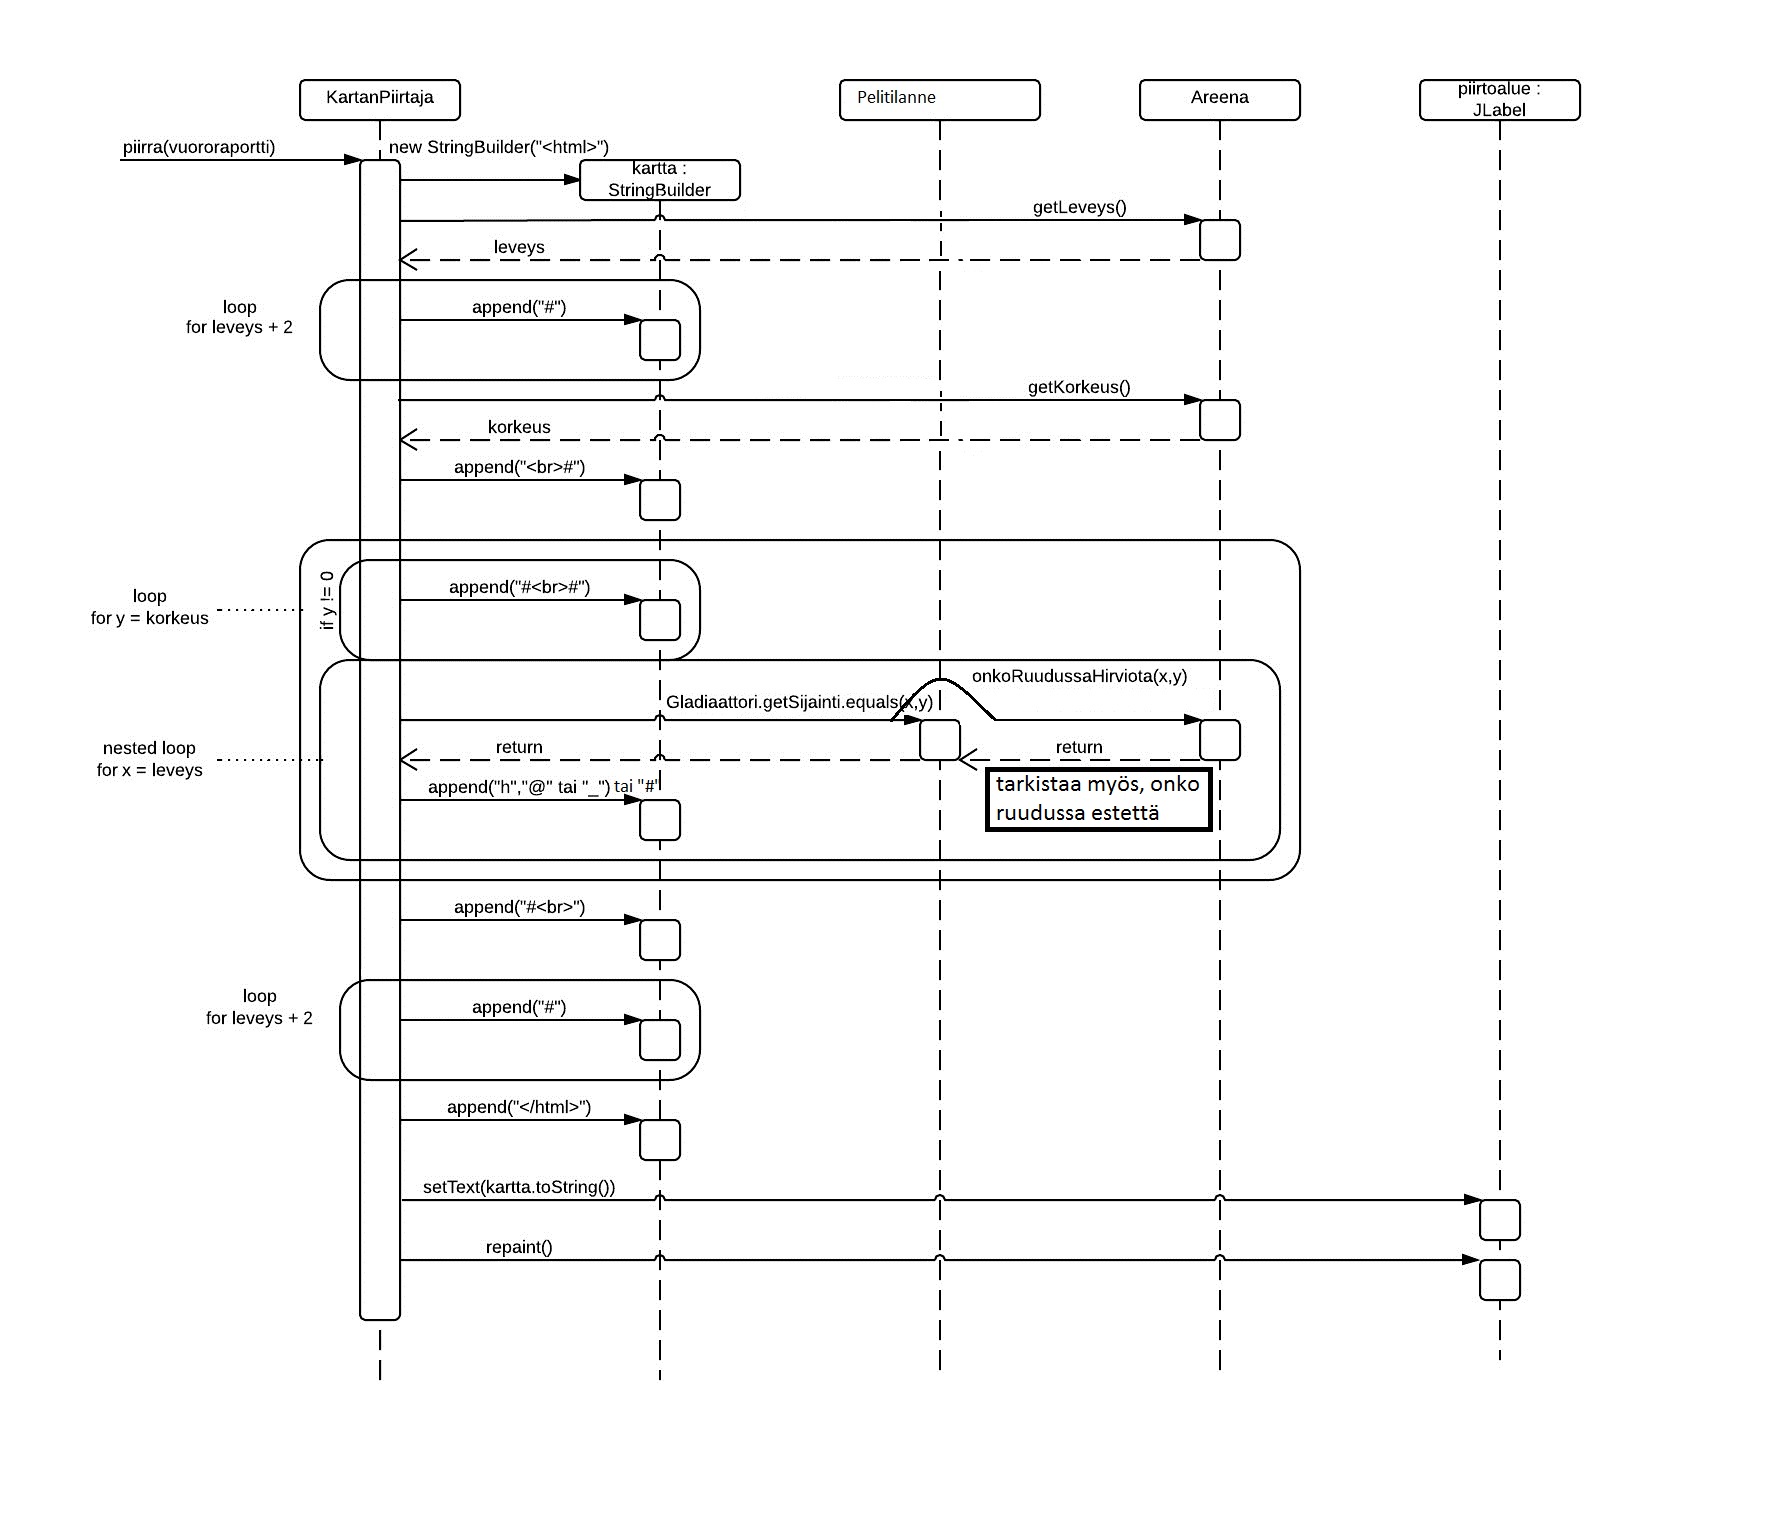 KartanPiirtaja
Pelitilanne
Areena
piirtoalue :
JLabel
piirra(vuororaportti)
new StringBuilder("<html>")
kartta :
StringBuilder
getLeveys()
leveys
loop
for leveys + 2
append("#")
getKorkeus()
korkeus
append("<br>#")
loop
for y = korkeus
if y != 0
append("#<br>#")
onkoRuudussaHirviota(x,y)
Gladiaattori.getSijainti.equals(x,y)
nested loop
for x = leveys
return
return
append("h","@" tai "_") tai "#"
tarkistaa myös, onko
ruudussa estettä
append("#<br>")
loop
for leveys + 2
append("#")
append("</html>")
setText(kartta.toString())
repaint()